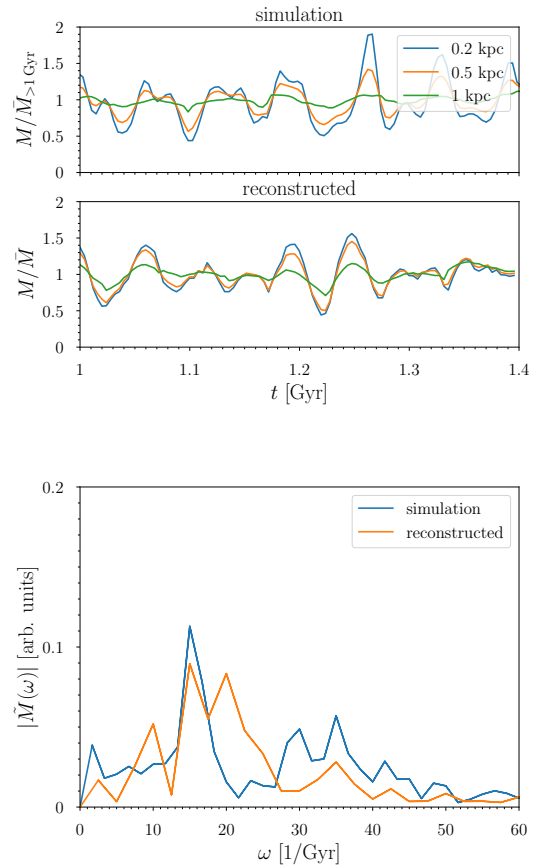 simulation
2
1.5
1
0.5
0
M/M̄>1 Gyr
0.2 kpc
0.5 kpc
1 kpc
reconstructed
2
1.5
1
0.5
0
M/M̄
1 1.1 1.2 1.3 1.4
t [Gyr]
0.2
0.1
0
|M̃(ω)| [arb. units]
simulation
reconstructed
0 10 20 30 40 50 60
ω [1/Gyr]